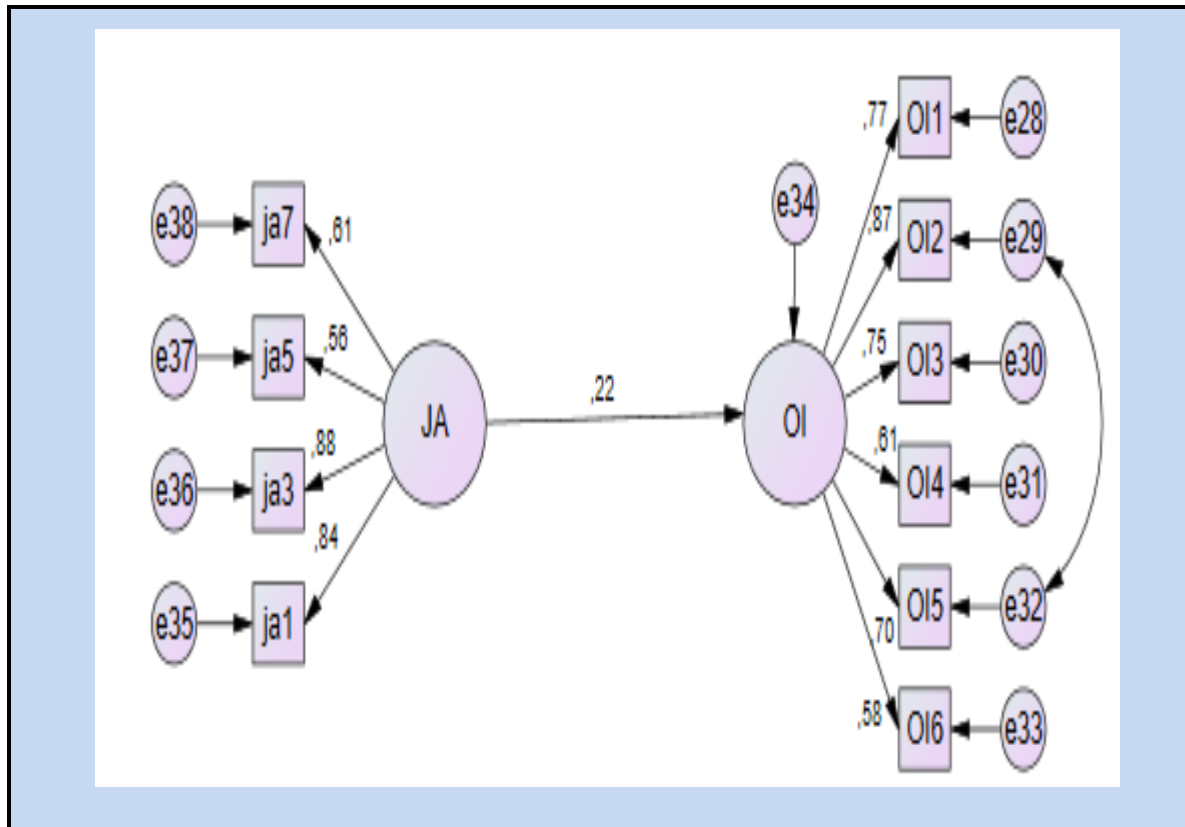 e38
ja7
,61
e37
ja5
,56
e36
ja3
,88
e35
ja1
,84
JA
,22
e34
OI
,77
OI1
e28
,87
OI2
e29
,75
OI3
e30
,61
OI4
e31
,70
OI5
e32
,58
OI6
e33